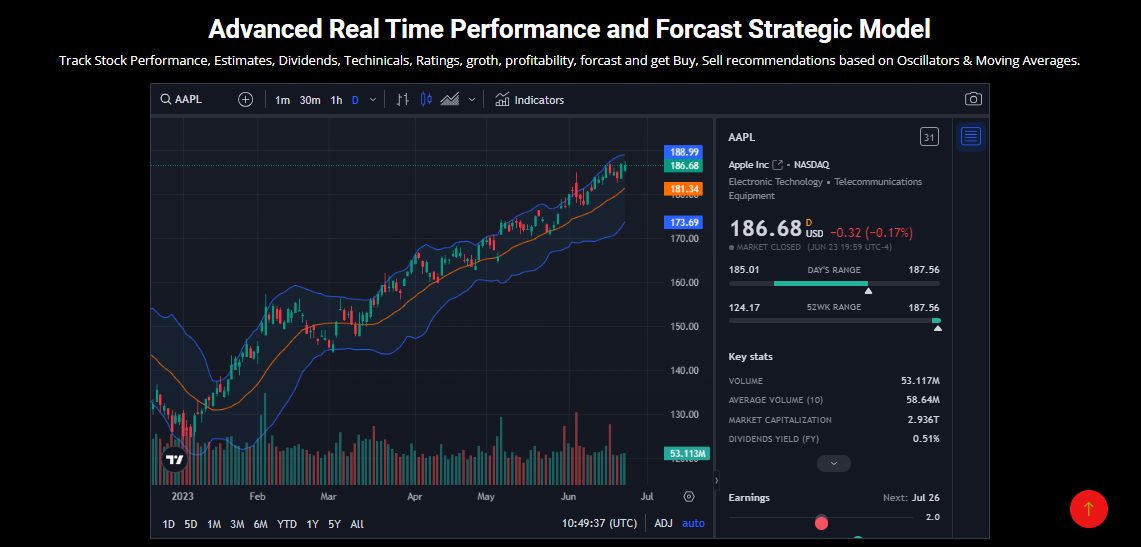 Advanced Real Time Performance and Forcast Strategic Model
Track Stock Performance, Estimates, Dividends, Techinicals, Ratings, groth, profitability, forcast and get Buy, Sell recommendations based on Oscillators & Moving Averages.
AAPL 1m 30m 1h D Indicators
188.99
186.68
181.34
180.00
173.69
170.00
160.00
150.00
140.00
130.00
53.113M
120.00
2023 Feb Mar Apr May Jun Jul
1D 5D 1M 3M 6M YTD 1Y 5Y All 10:49:37 (UTC) ADJ auto
AAPL 31
Apple Inc • NASDAQ
Electronic Technology • Telecommunications
Equipment
186.68 D USD −0.32 (−0.17%)
MARKET CLOSED (JUN 23 19:59 UTC-4)
185.01 DAY'S RANGE 187.56
124.17 52WK RANGE 187.56
Key stats
VOLUME 53.117M
AVERAGE VOLUME (10) 58.64M
MARKET CAPITALIZATION 2.936T
DIVIDENDS YIELD (FY) 0.51%
Earnings Next: Jul 26
2.0